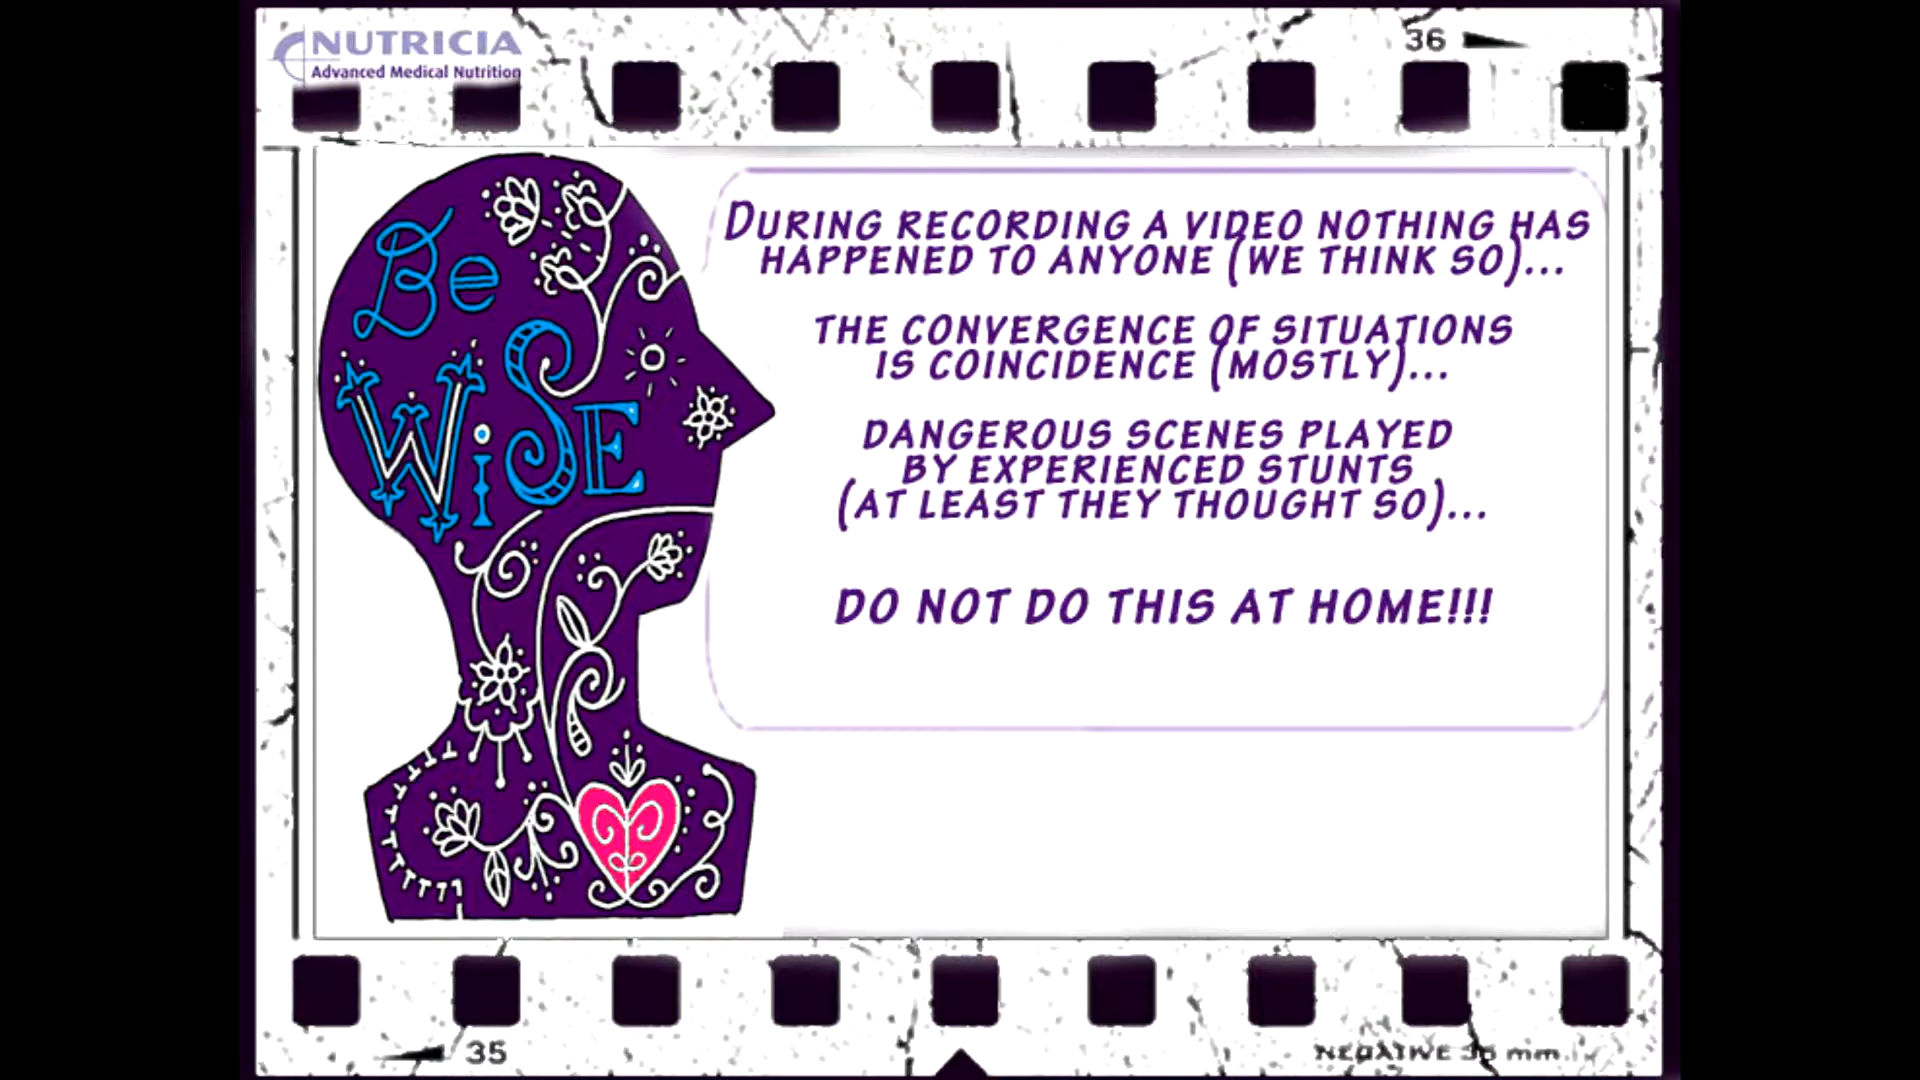 NUTRICIA
Advanced Medical Nutrition
36
Be
WiSE
DURING RECORDING A VIDEO NOTHING HAS
HAPPENED TO ANYONE (WE THINK SO)...
THE CONVERGENCE OF SITUATIONS
IS COINCIDENCE (MOSTLY)...
DANGEROUS SCENES PLAYED
BY EXPERIENCED STUNTS
(AT LEAST THEY THOUGHT SO)...
DO NOT DO THIS AT HOME!!!
35
NEGATIVE 35 mm